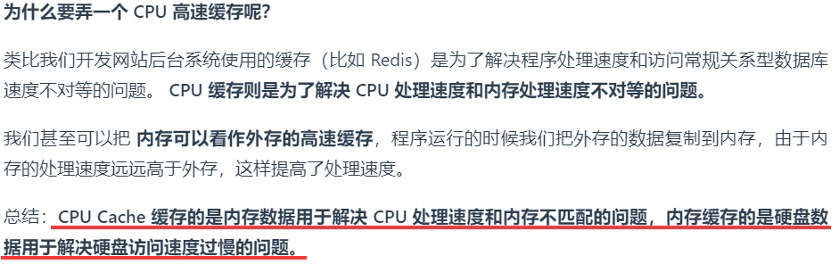 为什么要弄一个 CPU 高速缓存呢?
类比我们开发网站后台系统使用的缓存（比如 Redis）是为了解决程序处理速度和访问常规关系型数据库
速度不对等的问题。 CPU 缓存则是为了解决 CPU 处理速度和内存处理速度不对等的问题。
我们甚至可以把 内存可以看作外存的高速缓存，程序运行的时候我们把外存的数据复制到内存，由于内
存的处理速度远远高于外存，这样提高了处理速度。
总结：CPU Cache 缓存的是内存数据用于解决 CPU 处理速度和内存不匹配的问题，内存缓存的是硬盘数
据用于解决硬盘访问速度过慢的问题。